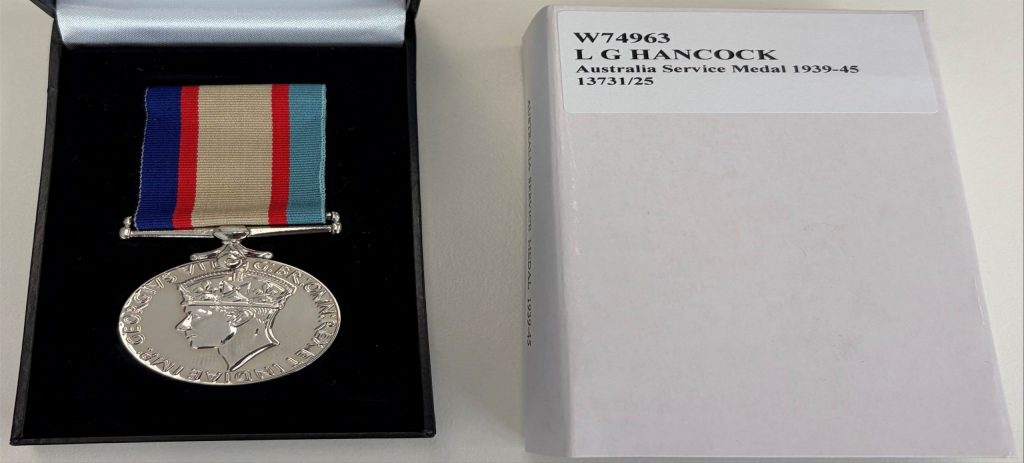 GEORGIVS VI D: G: BR: OMN: REX ET INDIAE IMP:
W74963
L G HANCOCK
Australia Service Medal 1939-45
13731/25
AUSTRALIA SERVICE MEDAL 1939-45